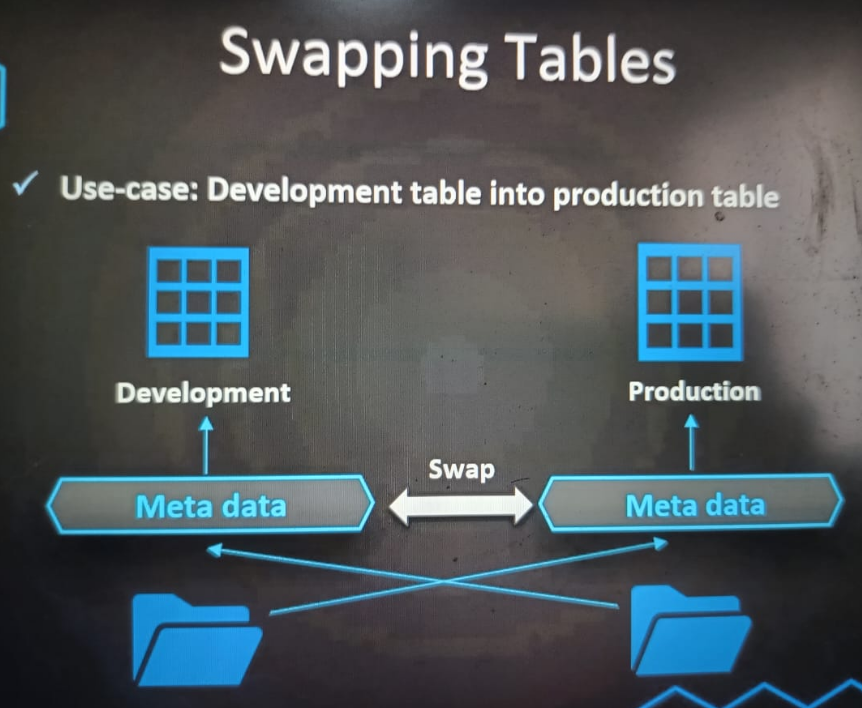 Swapping Tables
✓ Use-case: Development table into production table
Development
Production
Swap
Meta data
Meta data